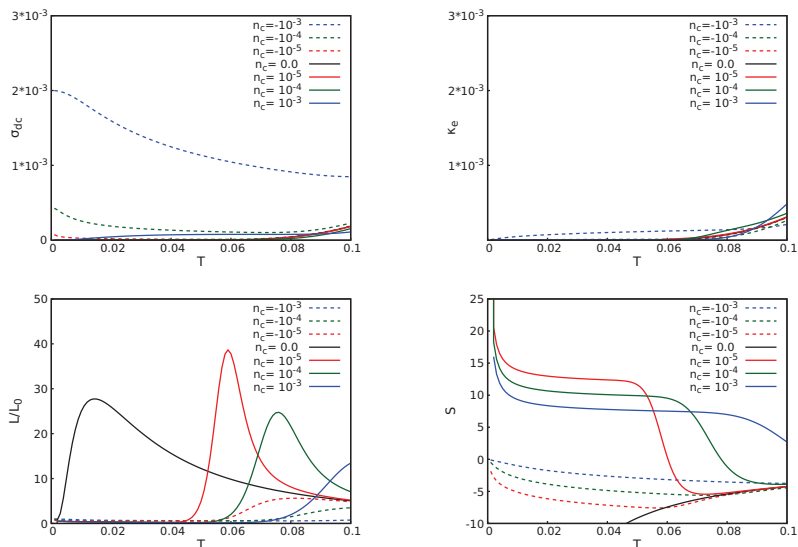 3*10⁻³
2*10⁻³
1*10⁻³
0
σdc
0 0.02 0.04 0.06 0.08 0.1
T
nc=-10⁻³
nc=-10⁻⁴
nc=-10⁻⁵
nc= 0.0
nc= 10⁻⁵
nc= 10⁻⁴
nc= 10⁻³
3*10⁻³
2*10⁻³
1*10⁻³
0
κe
0 0.02 0.04 0.06 0.08 0.1
T
nc=-10⁻³
nc=-10⁻⁴
nc=-10⁻⁵
nc= 0.0
nc= 10⁻⁵
nc= 10⁻⁴
nc= 10⁻³
50
40
30
20
10
0
L/L0
0 0.02 0.04 0.06 0.08 0.1
T
nc=-10⁻³
nc=-10⁻⁴
nc=-10⁻⁵
nc= 0.0
nc= 10⁻⁵
nc= 10⁻⁴
nc= 10⁻³
25
20
15
10
5
0
-5
-10
S
0 0.02 0.04 0.06 0.08 0.1
T
nc=-10⁻³
nc=-10⁻⁴
nc=-10⁻⁵
nc= 0.0
nc= 10⁻⁵
nc= 10⁻⁴
nc= 10⁻³